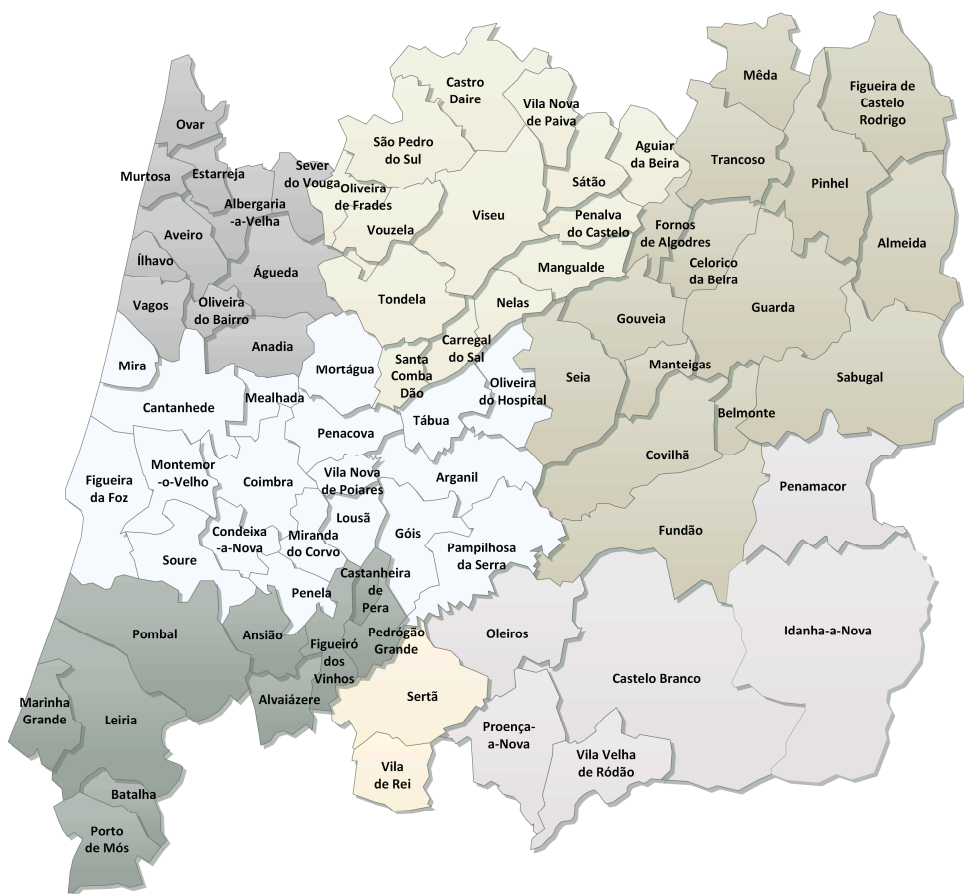 Mêda
Castro
Daire
Figueira de
Castelo
Rodrigo
Vila Nova
de Paiva
Ovar
São Pedro
do Sul
Aguiar
da Beira
Trancoso
Murtosa
Estarreja
Sever
do Vouga
Oliveira
de Frades
Sátão
Pinhel
Albergaria
-a-Velha
Viseu
Penalva
do Castelo
Fornos
de Algodres
Vouzela
Aveiro
Almeida
Ílhavo
Águeda
Mangualde
Celorico
da Beira
Vagos
Oliveira
do Bairro
Tondela
Nelas
Gouveia
Guarda
Anadia
Carregal
do Sal
Mira
Mortágua
Santa
Comba
Dão
Oliveira
do Hospital
Seia
Manteigas
Sabugal
Cantanhede
Mealhada
Tábua
Belmonte
Penacova
Covilhã
Figueira
da Foz
Montemor
-o-Velho
Coimbra
Vila Nova
de Poiares
Arganil
Penamacor
Lousã
Condeixa
-a-Nova
Miranda
do Corvo
Góis
Fundão
Soure
Pampilhosa
da Serra
Penela
Castanheira
de
Pera
Pombal
Ansião
Figueiró
dos
Vinhos
Pedrógão
Grande
Oleiros
Idanha-a-Nova
Castelo Branco
Marinha
Grande
Leiria
Alvaiázere
Sertã
Proença-
a-Nova
Vila
de Rei
Vila Velha
de Ródão
Batalha
Porto
de Mós